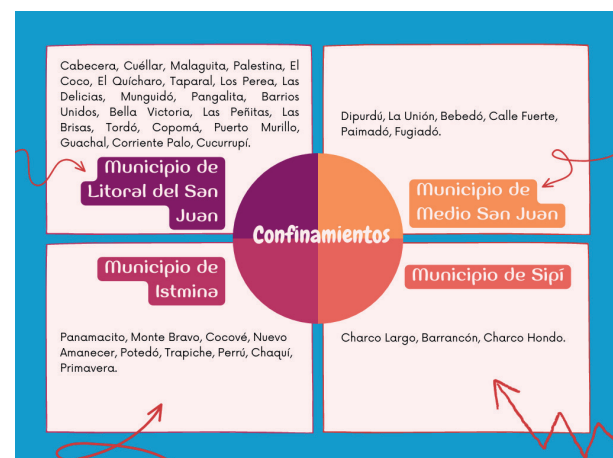 Cabecera, Cuéllar, Malaguita, Palestina, El
Coco, El Quícharo, Taparal, Los Perea, Las
Delicias, Munguidó, Pangalita, Barrios
Unidos, Bella Victoria, Las Peñitas, Las
Brisas, Tordó, Copomá, Puerto Murillo,
Guachal, Corriente Palo, Cucurrupí.
Municipio de
Litoral del San
Juan
Dipurdú, La Unión, Bebedó, Calle Fuerte,
Paimadó, Fugiadó.
Municipio de
Medio San Juan
Confinamientos
Municipio de
Istmina
Panamacito, Monte Bravo, Cocové, Nuevo
Amanecer, Potedó, Trapiche, Perrú, Chaquí,
Primavera.
Municipio de Sipí
Charco Largo, Barrancón, Charco Hondo.